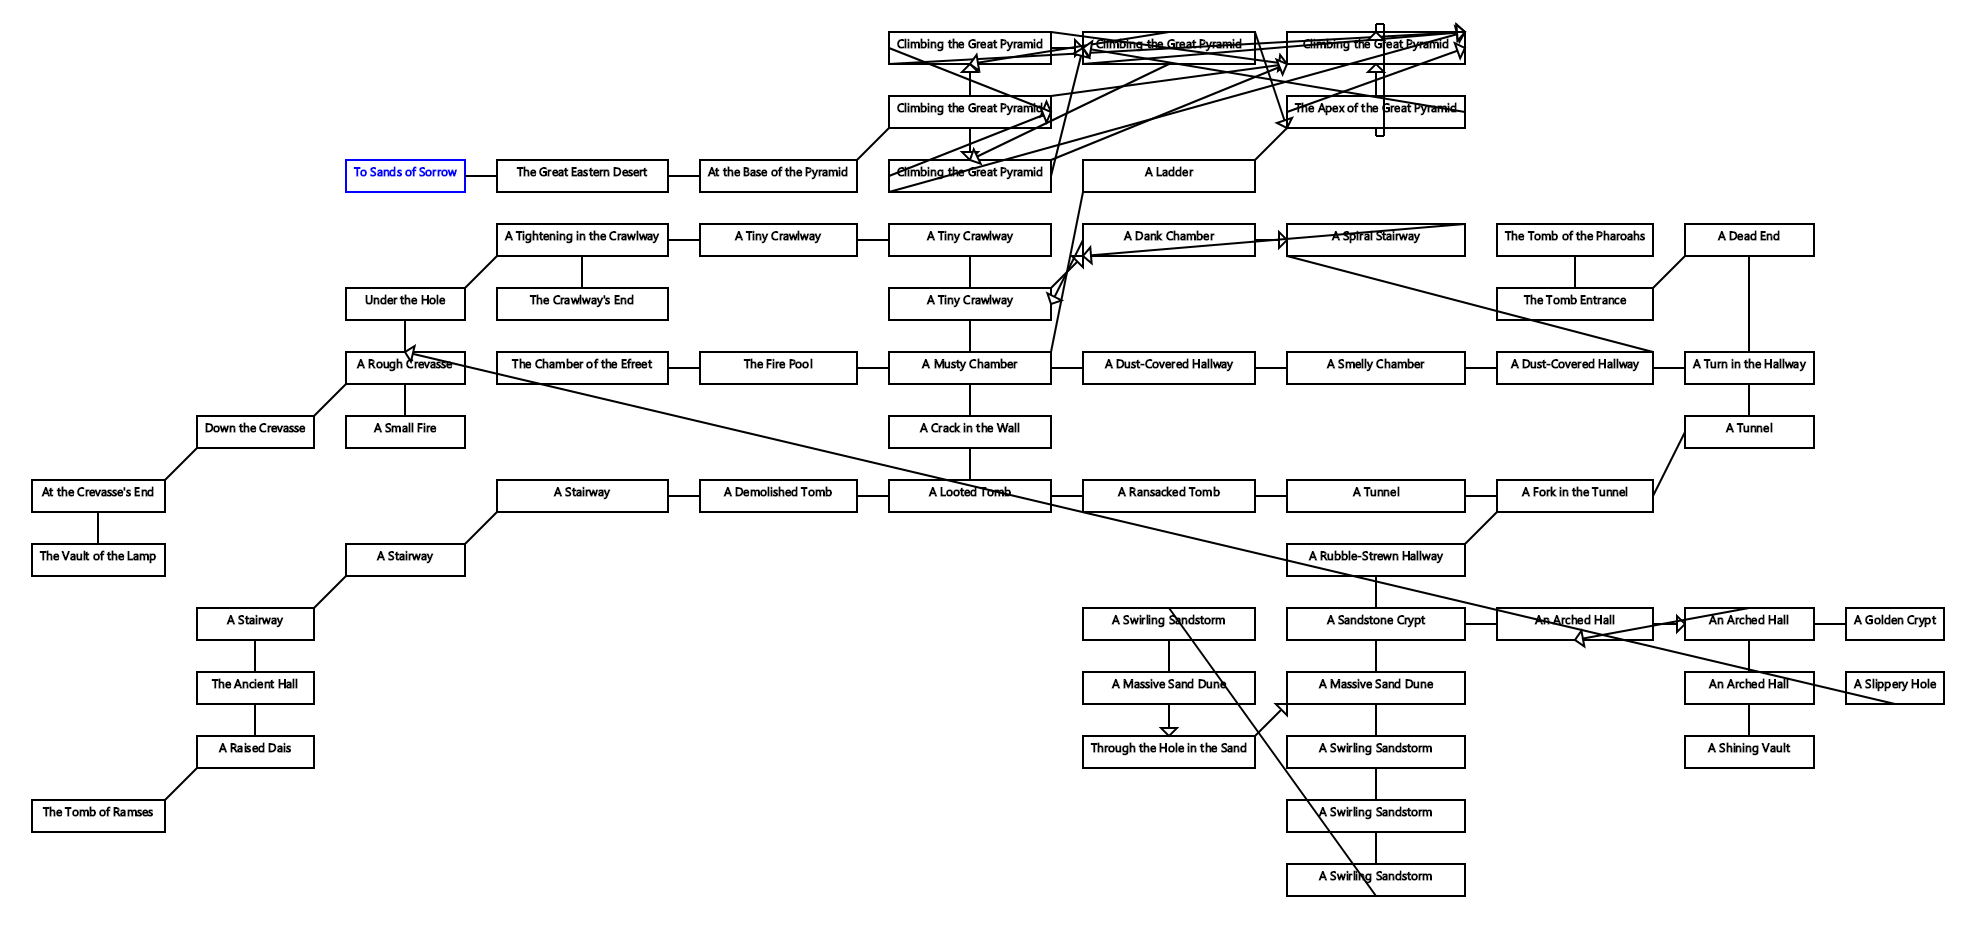 Climbing the Great Pyramid
Climbing the Great Pyramid
Climbing the Great Pyramid
Climbing the Great Pyramid
The Apex of the Great Pyramid
To Sands of Sorrow
The Great Eastern Desert
At the Base of the Pyramid
Climbing the Great Pyramid
A Ladder
A Tightening in the Crawlway
A Tiny Crawlway
A Tiny Crawlway
A Dank Chamber
A Spiral Stairway
The Tomb of the Pharoahs
A Dead End
Under the Hole
The Crawlway's End
A Tiny Crawlway
The Tomb Entrance
A Rough Crevasse
The Chamber of the Efreet
The Fire Pool
A Musty Chamber
A Dust-Covered Hallway
A Smelly Chamber
A Dust-Covered Hallway
A Turn in the Hallway
Down the Crevasse
A Small Fire
A Crack in the Wall
A Tunnel
At the Crevasse's End
A Stairway
A Demolished Tomb
A Looted Tomb
A Ransacked Tomb
A Tunnel
A Fork in the Tunnel
The Vault of the Lamp
A Stairway
A Rubble-Strewn Hallway
A Stairway
A Swirling Sandstorm
A Sandstone Crypt
An Arched Hall
An Arched Hall
A Golden Crypt
The Ancient Hall
A Massive Sand Dune
A Massive Sand Dune
An Arched Hall
A Slippery Hole
A Raised Dais
Through the Hole in the Sand
A Swirling Sandstorm
A Shining Vault
The Tomb of Ramses
A Swirling Sandstorm
A Swirling Sandstorm